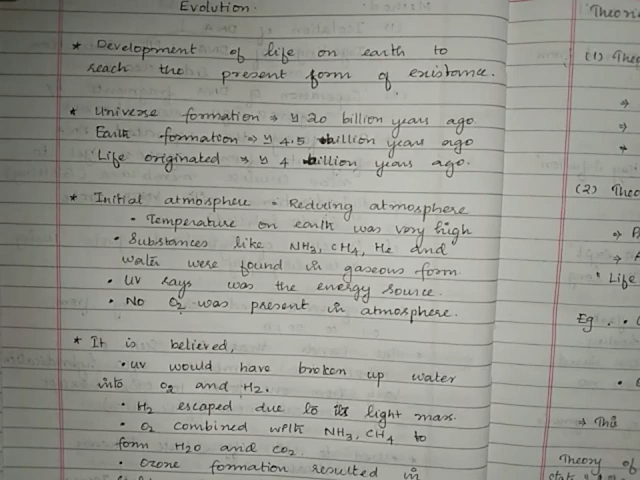 Evolution.
* Development of life on earth to
reach the present form of existance.
* Universe formation → 20 billion years ago.
Earth formation → 4.5 billion years ago
Life originated → 4 billion years ago.
* Initial atmosphere - Reducing atmosphere
• Temperature on earth was very high
• Substances like NH3, CH4, He and
water were found in gaseous form.
• UV rays was the energy source.
• No O2 was present in atmosphere.
* It is believed,
• UV would have broken up water
into O2 and H2.
• H2 escaped due to its light mass.
• O2 combined with NH3, CH4 to
form H2O and CO2.
• Ozone formation resulted in
(1)
(2)
'Life
Eg.
Theory of